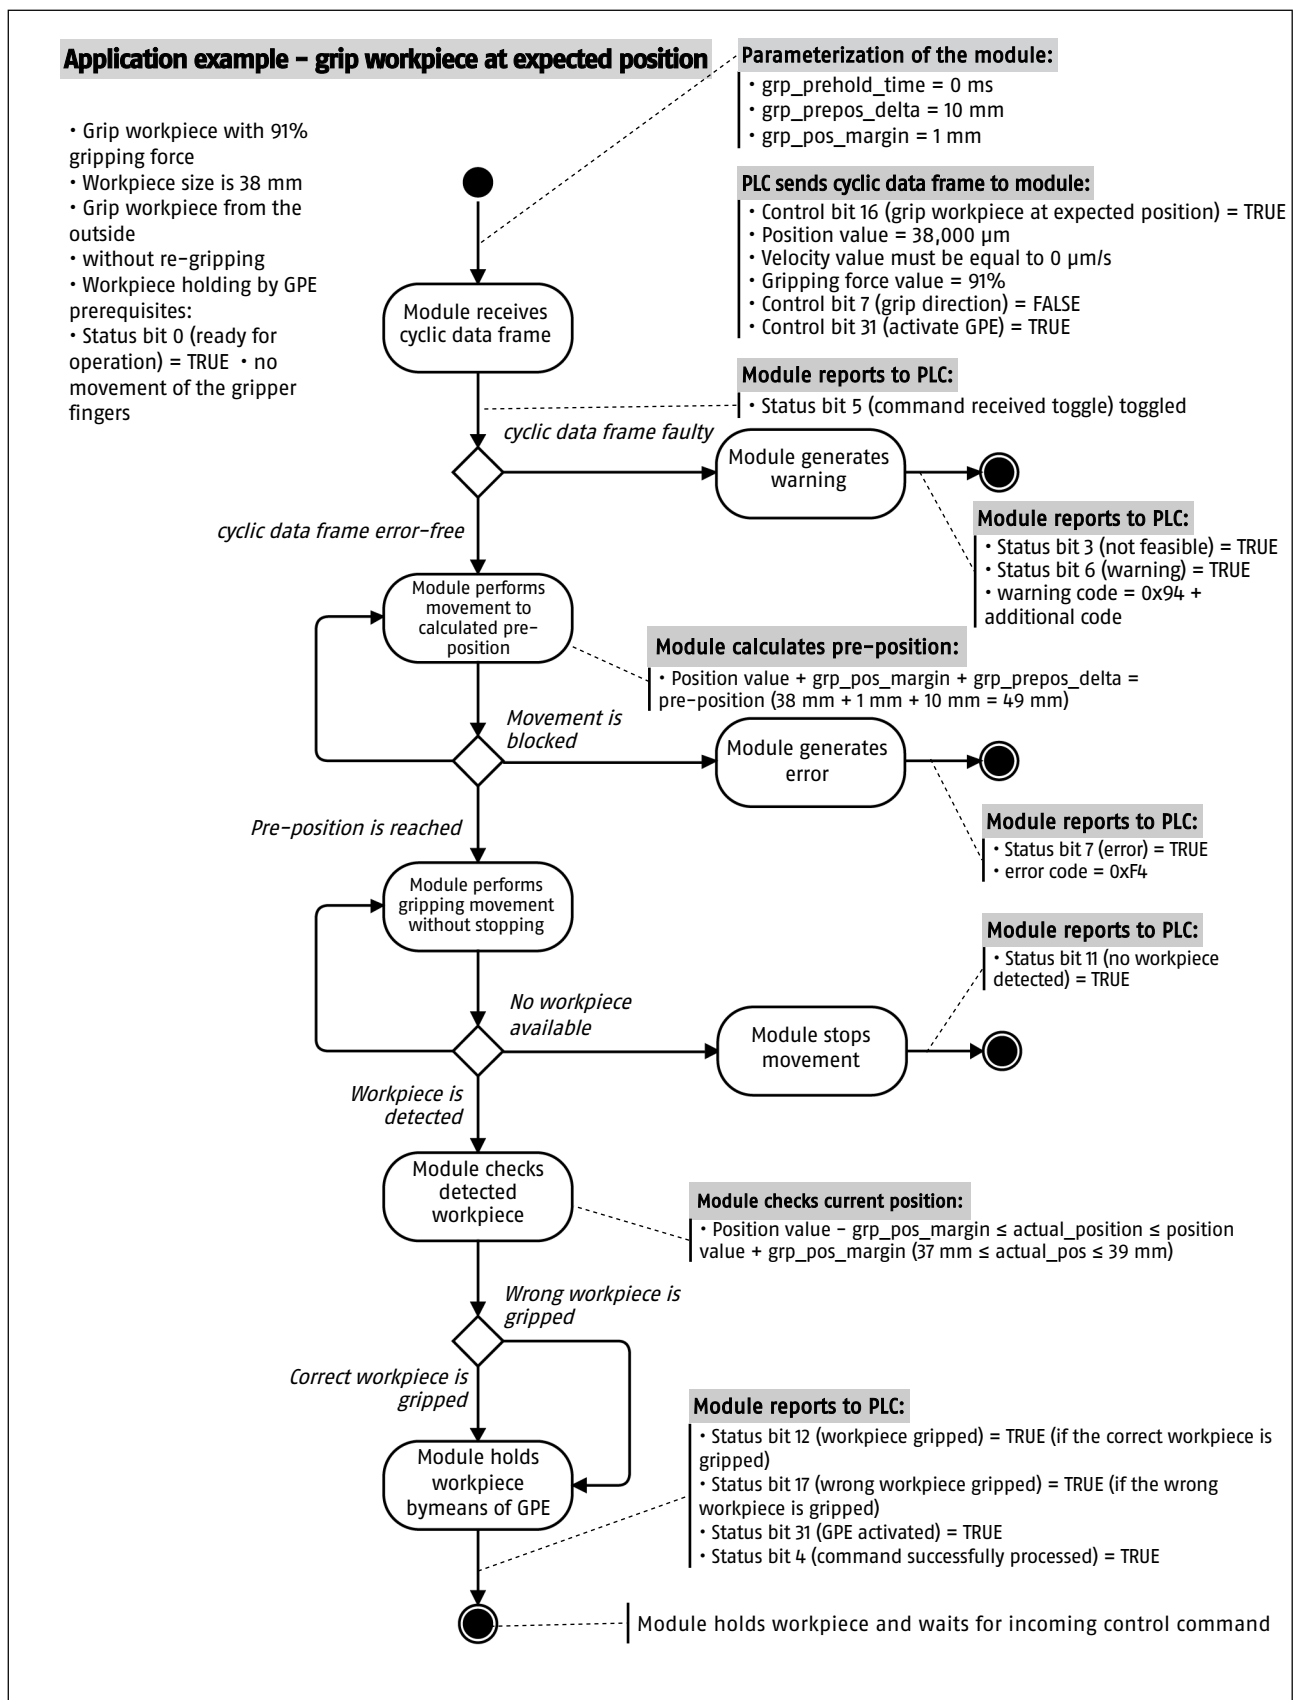 Application example – grip workpiece at expected position
• Grip workpiece with 91%
gripping force
• Workpiece size is 38 mm
• Grip workpiece from the
outside
• without re-gripping
• Workpiece holding by GPE
prerequisites:
• Status bit 0 (ready for
operation) = TRUE • no
movement of the gripper
fingers
Parameterization of the module:
• grp_prehold_time = 0 ms
• grp_prepos_delta = 10 mm
• grp_pos_margin = 1 mm
PLC sends cyclic data frame to module:
• Control bit 16 (grip workpiece at expected position) = TRUE
• Position value = 38,000 µm
• Velocity value must be equal to 0 µm/s
• Gripping force value = 91%
• Control bit 7 (grip direction) = FALSE
• Control bit 31 (activate GPE) = TRUE
Module receives
cyclic data frame
Module reports to PLC:
• Status bit 5 (command received toggle) toggled
cyclic data frame faulty
Module generates
warning
cyclic data frame error-free
Module reports to PLC:
• Status bit 3 (not feasible) = TRUE
• Status bit 6 (warning) = TRUE
• warning code = 0x94 +
additional code
Module performs
movement to
calculated pre-
position
Module calculates pre-position:
• Position value + grp_pos_margin + grp_prepos_delta =
pre-position (38 mm + 1 mm + 10 mm = 49 mm)
Movement is
blocked
Module generates
error
Pre-position is reached
Module reports to PLC:
• Status bit 7 (error) = TRUE
• error code = 0xF4
Module performs
gripping movement
without stopping
Module reports to PLC:
• Status bit 11 (no workpiece
detected) = TRUE
No workpiece
available
Module stops
movement
Workpiece is
detected
Module checks
detected
workpiece
Module checks current position:
• Position value - grp_pos_margin ≤ actual_position ≤ position
value + grp_pos_margin (37 mm ≤ actual_pos ≤ 39 mm)
Wrong workpiece is
gripped
Correct workpiece is
gripped
Module holds
workpiece
bymeans of GPE
Module reports to PLC:
• Status bit 12 (workpiece gripped) = TRUE (if the correct workpiece is
gripped)
• Status bit 17 (wrong workpiece gripped) = TRUE (if the wrong
workpiece is gripped)
• Status bit 31 (GPE activated) = TRUE
• Status bit 4 (command successfully processed) = TRUE
Module holds workpiece and waits for incoming control command